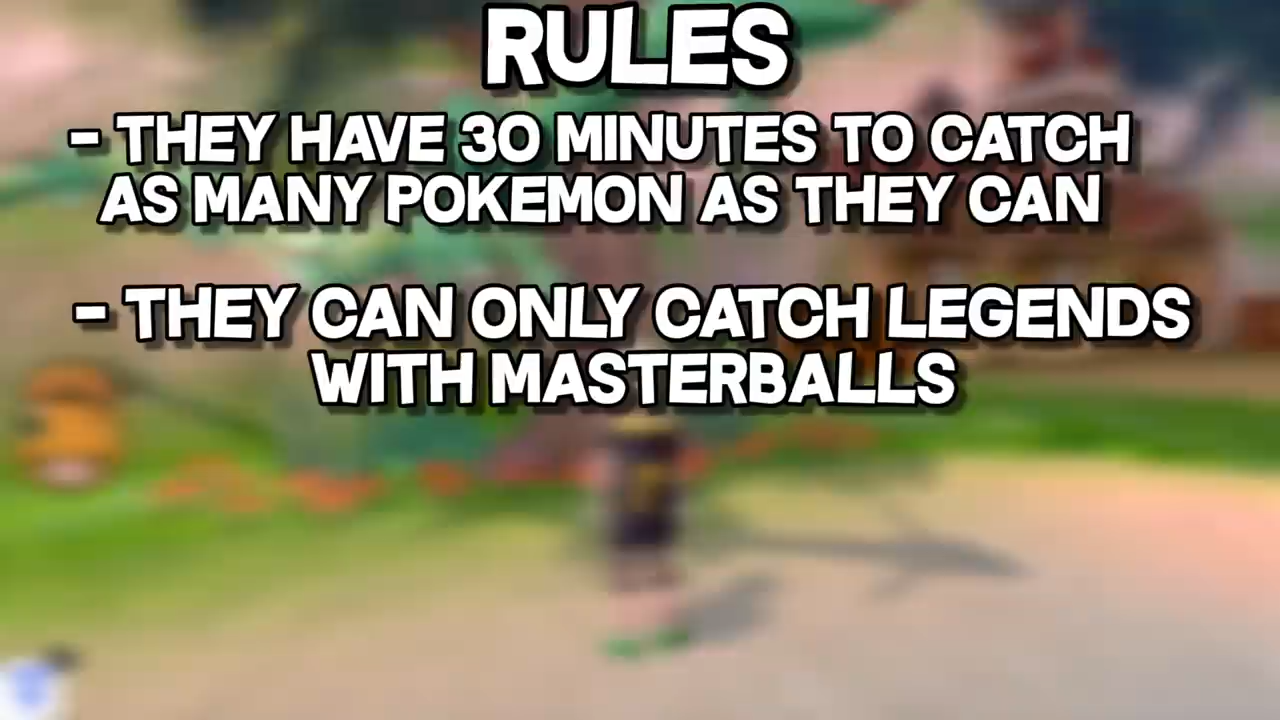 RULES
- THEY HAVE 30 MINUTES TO CATCH
AS MANY POKEMON AS THEY CAN
- THEY CAN ONLY CATCH LEGENDS
WITH MASTERBALLS